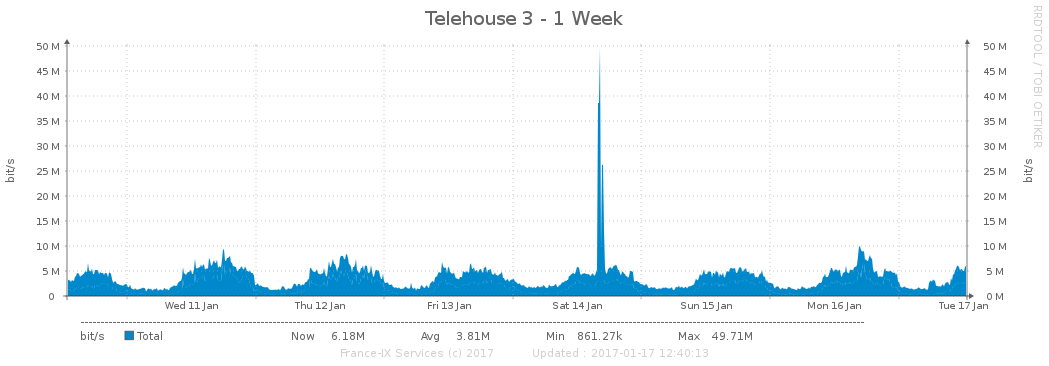 Telehouse 3 - 1 Week
RRDTOOL / TOBI OETIKER
50 M 50 M
45 M 45 M
40 M 40 M
35 M 35 M
30 M 30 M
25 M 25 M
20 M 20 M
15 M 15 M
10 M 10 M
5 M 5 M
0 0 M
bit/s bit/s
Wed 11 Jan Thu 12 Jan Fri 13 Jan Sat 14 Jan Sun 15 Jan Mon 16 Jan Tue 17 Jan
bit/s Total Now 6.18M Avg 3.81M Min 861.27k Max 49.71M
France-IX Services (c) 2017 Updated : 2017-01-17 12:40:13